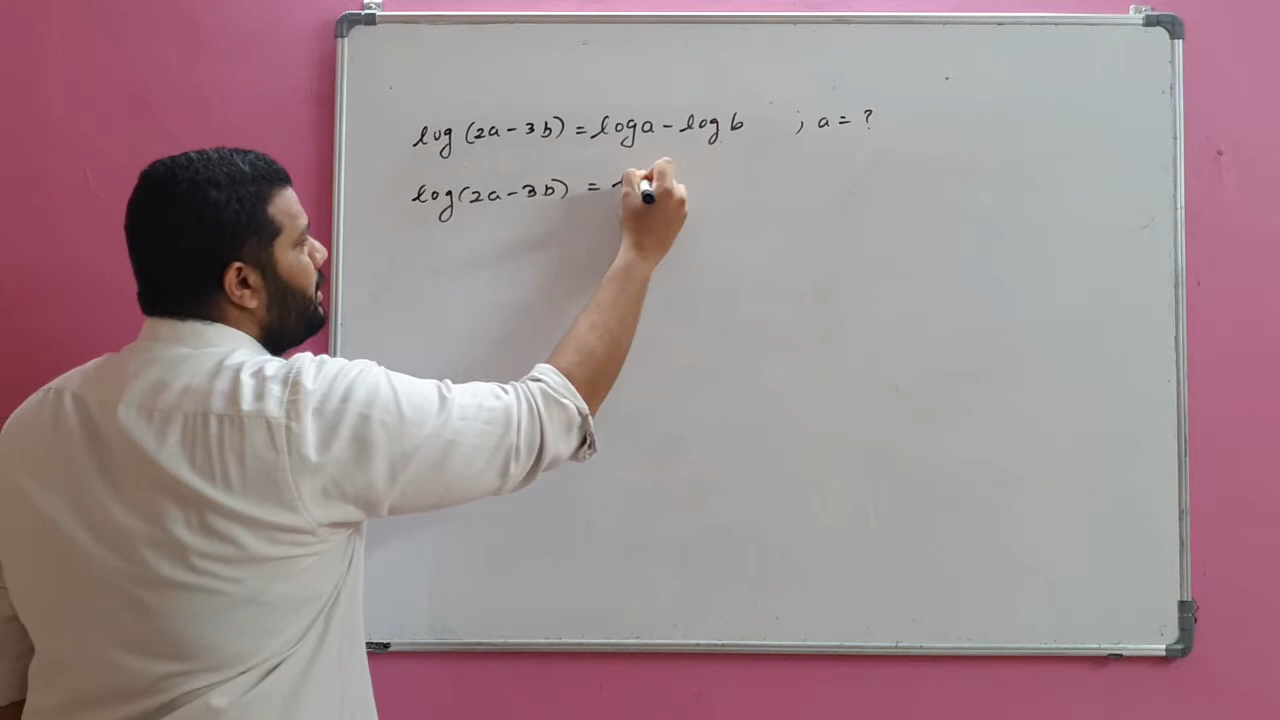 log (2a - 3b) = log a - log b ; a = ?
log (2a - 3b) =